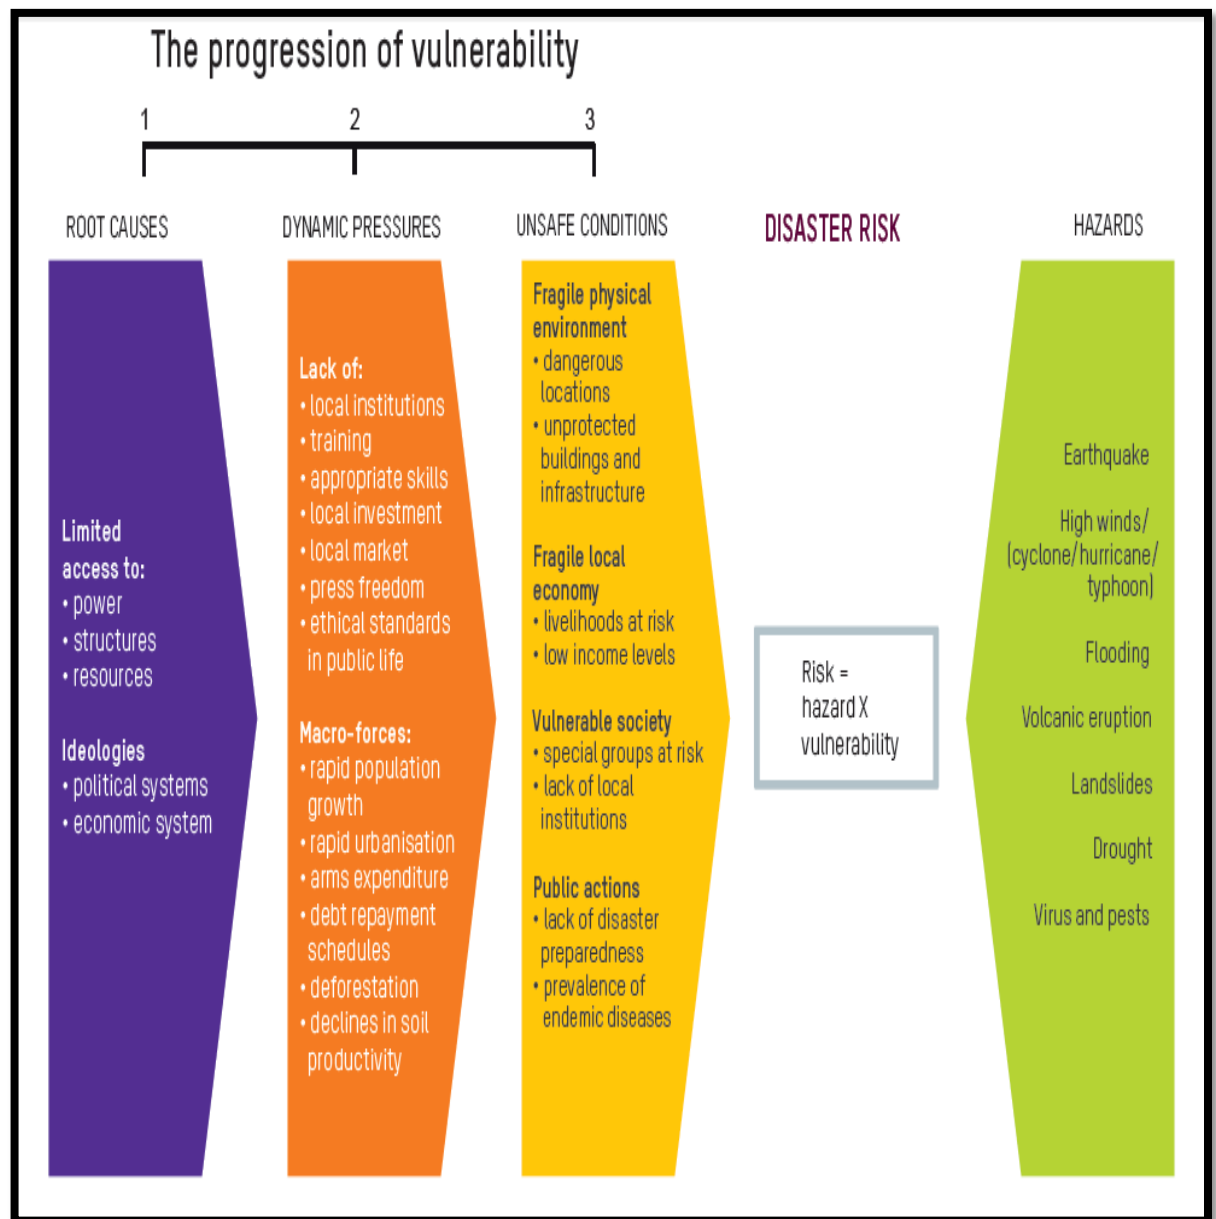 The progression of vulnerability
1
2
3
ROOT CAUSES
DYNAMIC PRESSURES
UNSAFE CONDITIONS
DISASTER RISK
HAZARDS
Limited
access to:
• power
• structures
• resources
Ideologies
• political systems
• economic system
Lack of:
• local institutions
• training
• appropriate skills
• local investment
• local market
• press freedom
• ethical standards
in public life
Macro-forces:
• rapid population
growth
• rapid urbanisation
• arms expenditure
• debt repayment
schedules
• deforestation
• declines in soil
productivity
Fragile physical
environment
• dangerous
locations
• unprotected
buildings and
infrastructure
Fragile local
economy
• livelihoods at risk
• low income levels
Vulnerable society
• special groups at risk
• lack of local
institutions
Public actions
• lack of disaster
preparedness
• prevalence of
endemic diseases
Risk =
hazard X
vulnerability
Earthquake
High winds/
(cyclone/hurricane/
typhoon)
Flooding
Volcanic eruption
Landslides
Drought
Virus and pests